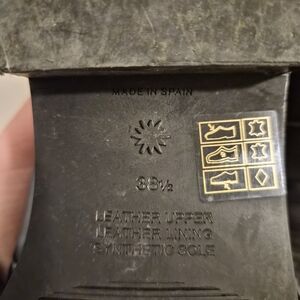 MADE IN SPAIN
38½
LEATHER UPPER
LEATHER LINING
SYNTHETIC SOLE